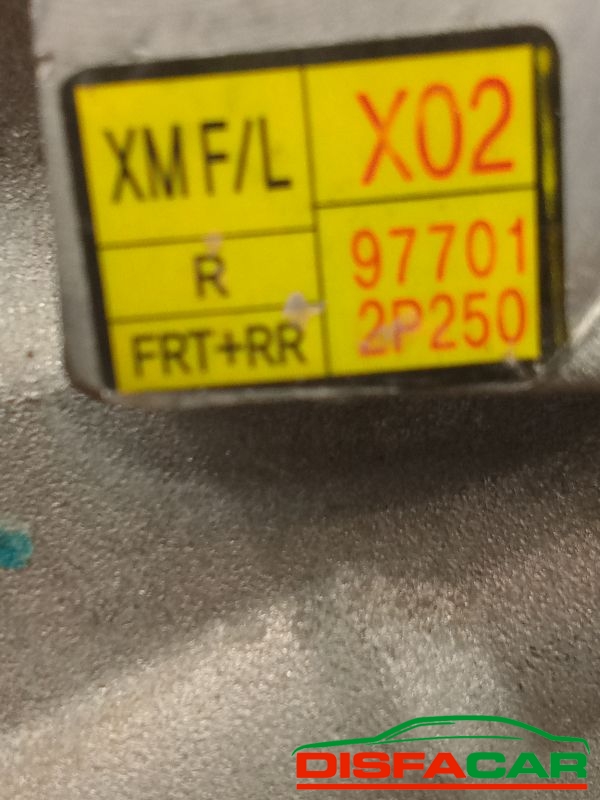 XM F/L
X02
R
97701
2P250
FRT+RR
DISFACAR